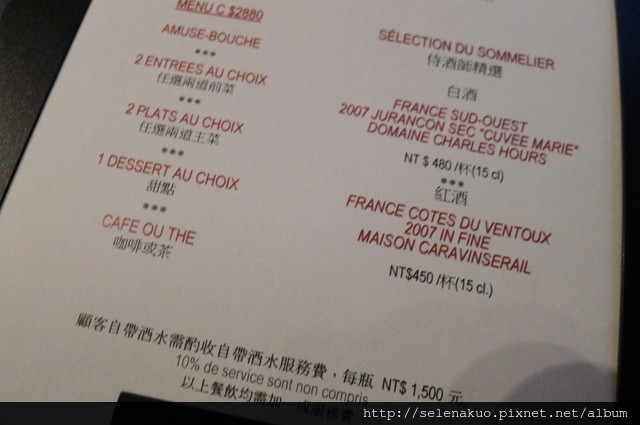 MENU C $2880
AMUSE-BOUCHE
***
2 ENTREES AU CHOIX
任選兩道前菜
***
2 PLATS AU CHOIX
任選兩道主菜
***
1 DESSERT AU CHOIX
甜點
***
CAFE OU THE
咖啡或茶
SÉLECTION DU SOMMELIER
侍酒師精選
白酒
FRANCE SUD-OUEST
2007 JURANCON SEC "CUVEE MARIE"
DOMAINE CHARLES HOURS
NT $ 480 /杯(15 cl)
***
紅酒
FRANCE COTES DU VENTOUX
2007 IN FINE
MAISON CARAVINSERAIL
NT$450 /杯(15 cl.)
顧客自帶酒水需酌收自帶酒水服務費，每瓶 NT$ 1,500 元
10% de service sont non compris
以上餐飲均需加一成服務費
http://selenakuo.pixnet.net/album